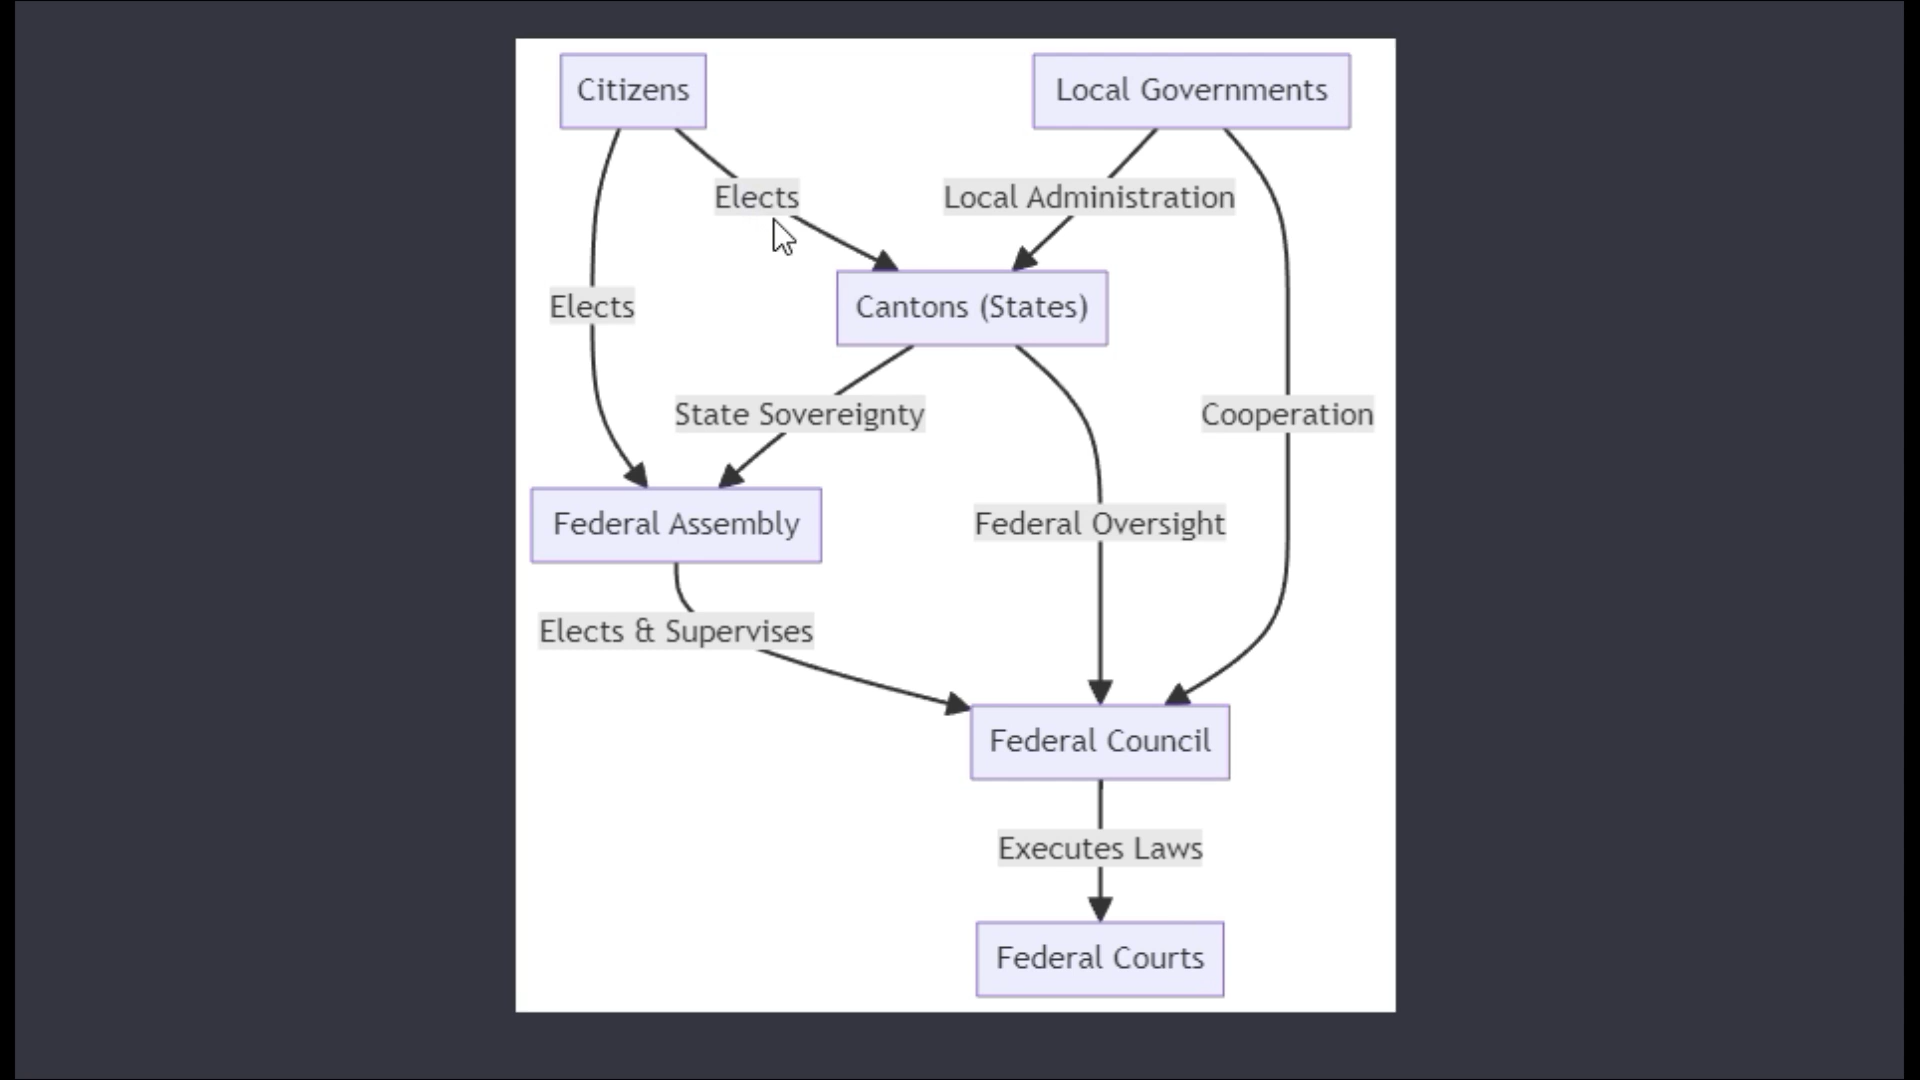 Citizens
Local Governments
Elects
Local Administration
Elects
Cantons (States)
State Sovereignty
Cooperation
Federal Assembly
Federal Oversight
Elects & Supervises
Federal Council
Executes Laws
Federal Courts